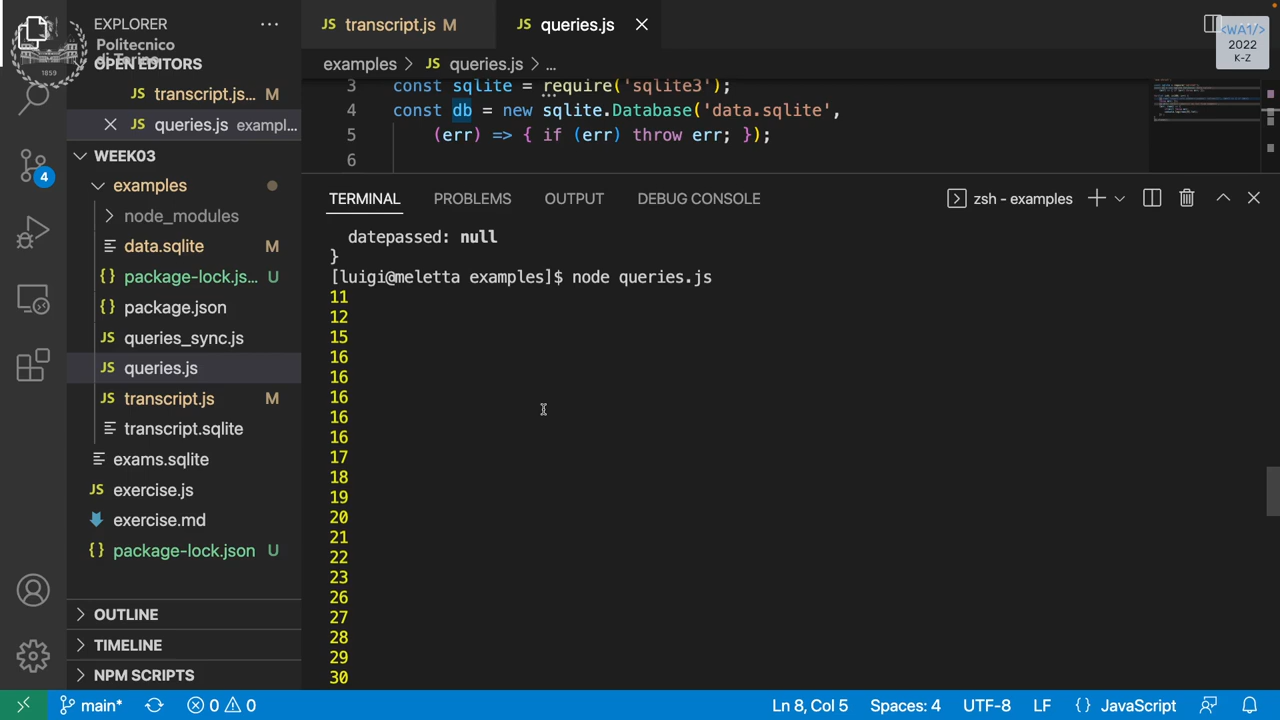 EXPLORER
···
Politecnico
di Torino
1859
OPEN EDITORS
JS transcript.js... M
JS queries.js exampl...
WEEK03
examples
node_modules
data.sqlite M
{} package-lock.js... U
{} package.json
JS queries_sync.js
JS queries.js
JS transcript.js M
transcript.sqlite
exams.sqlite
JS exercise.js
exercise.md
{} package-lock.json U
OUTLINE
TIMELINE
NPM SCRIPTS
4
JS transcript.js M
JS queries.js
<WA1/>
2022
K-Z
examples > JS queries.js > ...
3 const sqlite = require('sqlite3');
4 const db = new sqlite.Database('data.sqlite',
5 (err) => { if (err) throw err; });
6
TERMINAL PROBLEMS OUTPUT DEBUG CONSOLE
zsh - examples
datepassed: null
}
[luigi@meletta examples]$ node queries.js
11
12
15
16
16
16
16
16
17
18
19
20
21
22
23
26
27
28
29
30
main* 0 0 Ln 8, Col 5 Spaces: 4 UTF-8 LF {} JavaScript